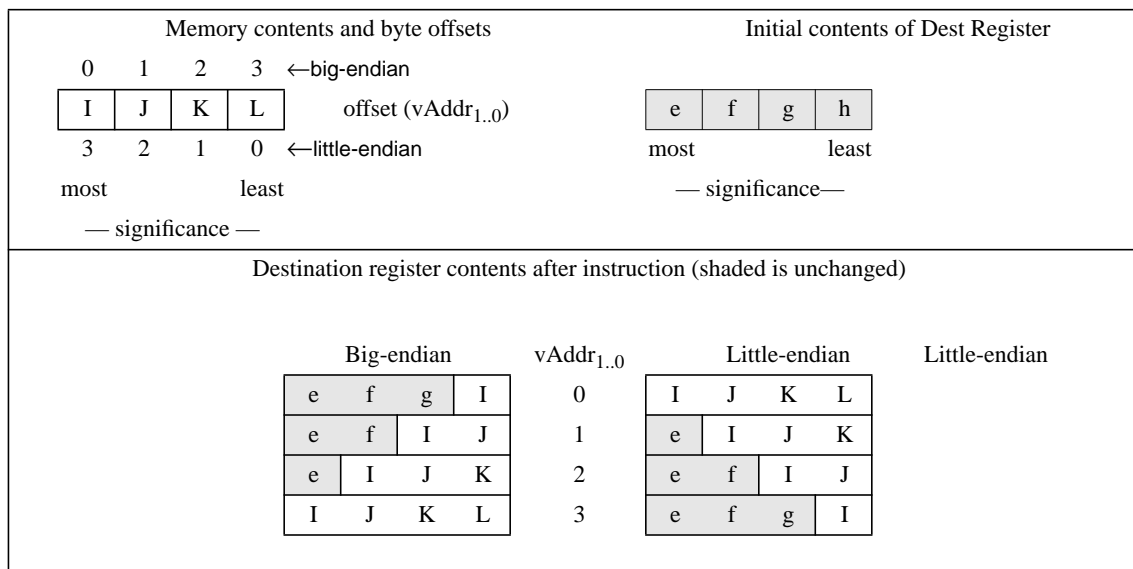 Memory contents and byte offsets
Initial contents of Dest Register
0 1 2 3 ←big-endian
I J K L offset (vAddr1..0)
e f g h
3 2 1 0 ←little-endian
most least
most least
— significance —
— significance—
Destination register contents after instruction (shaded is unchanged)
Big-endian vAddr1..0 Little-endian Little-endian
e f g I 0 I J K L
e f I J 1 e I J K
e I J K 2 e f I J
I J K L 3 e f g I